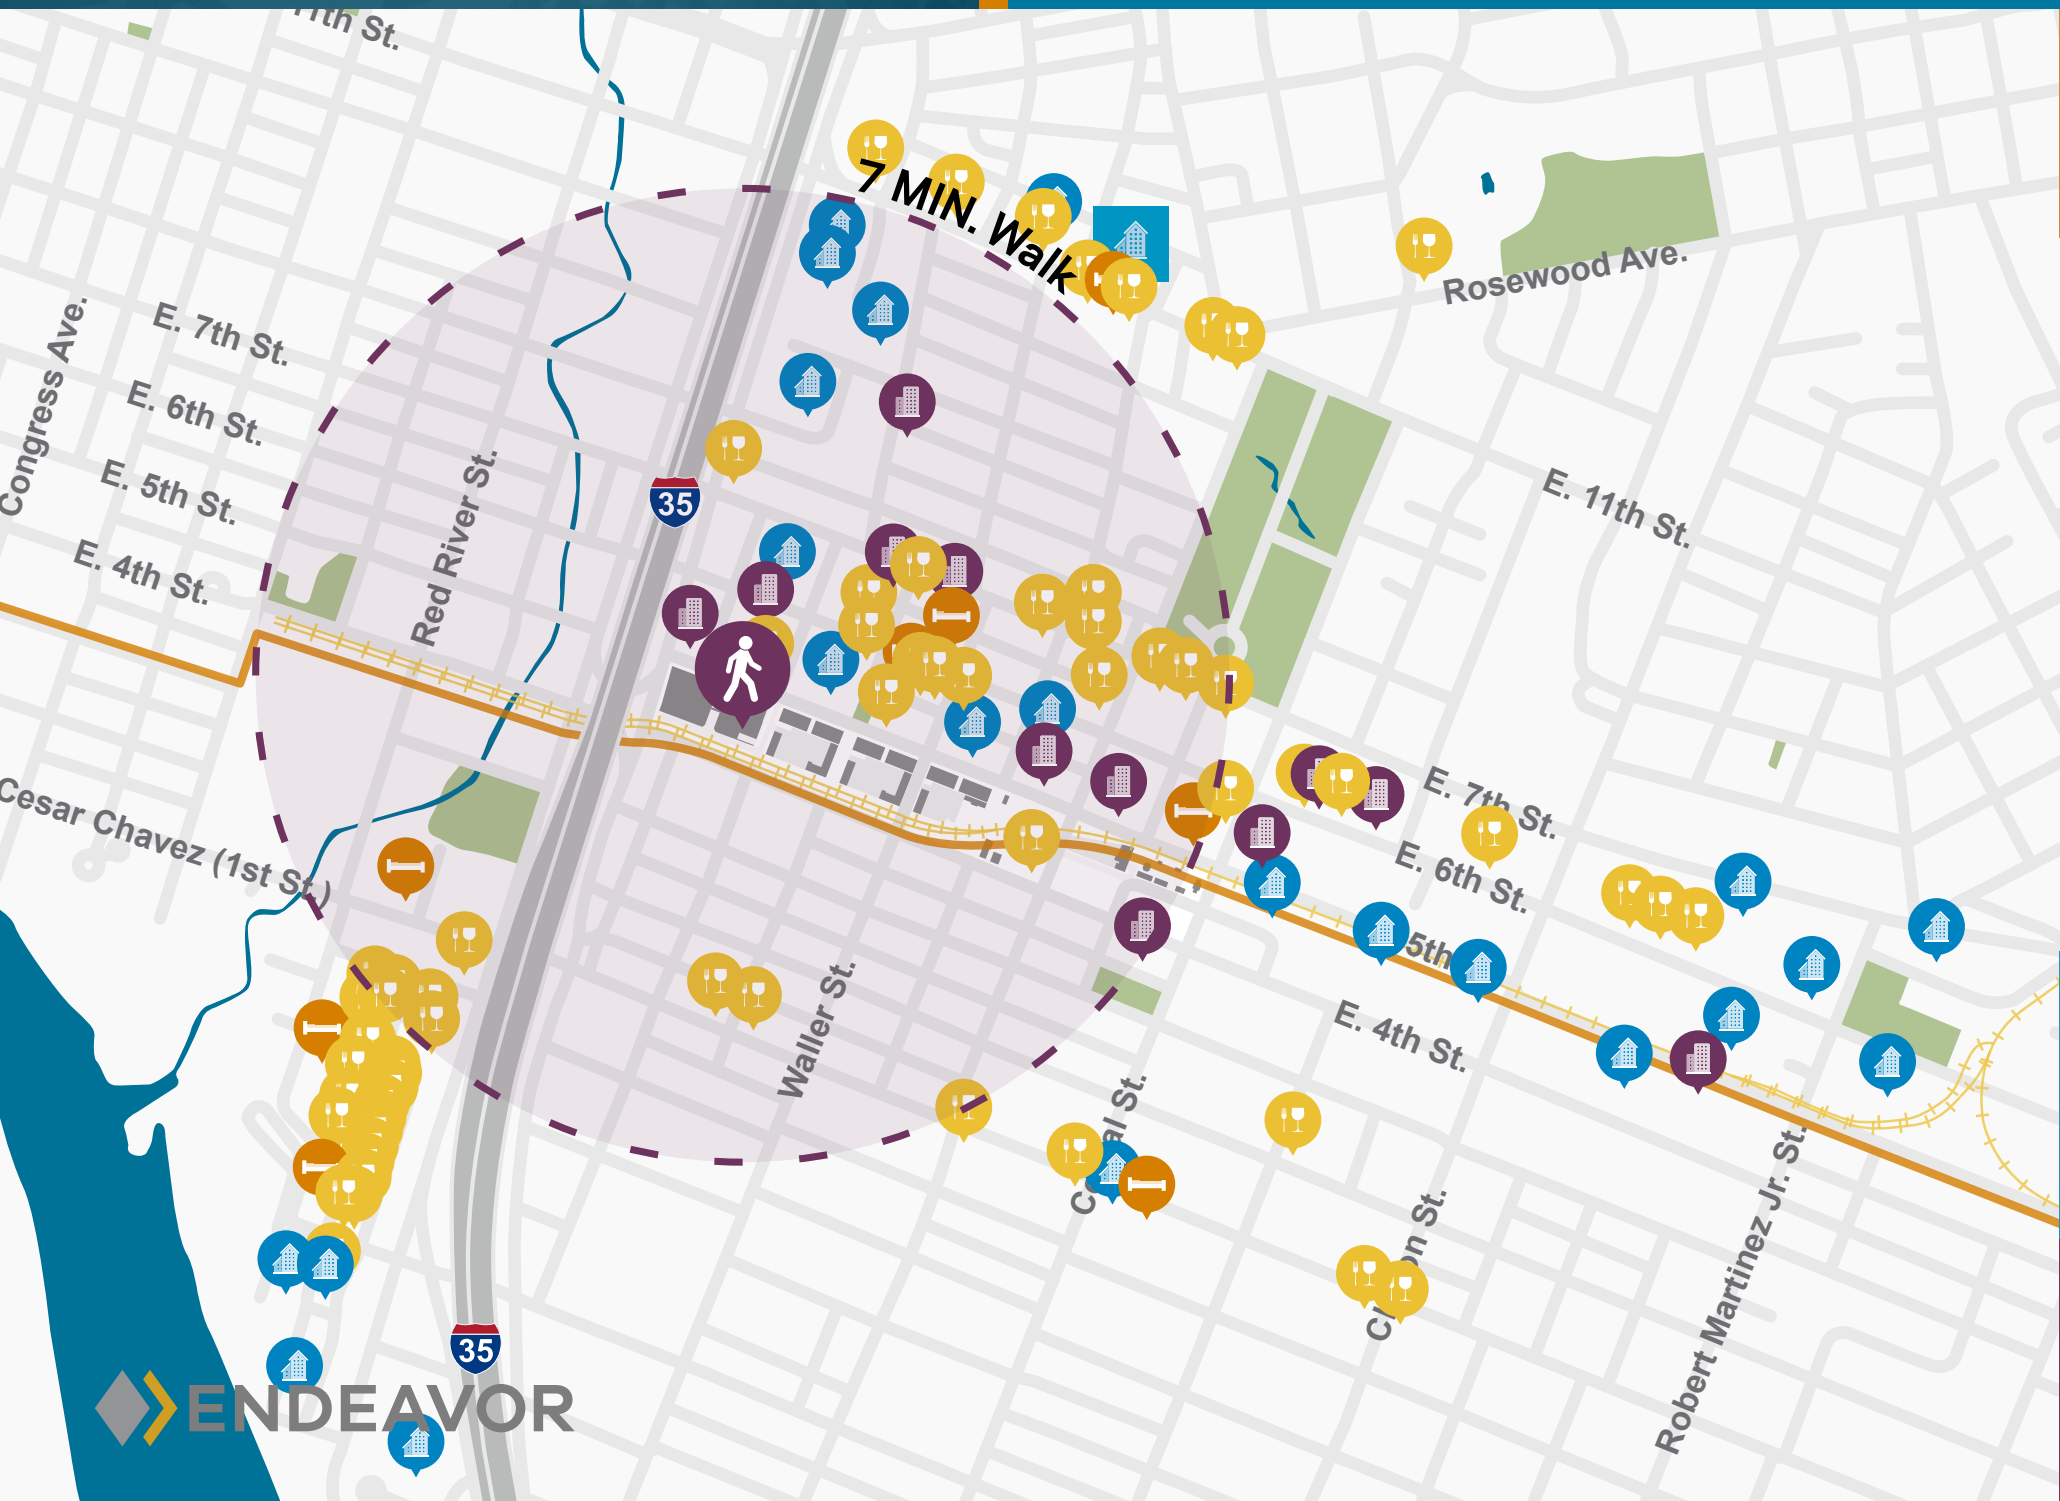 11th St.
7 MIN. Walk
Rosewood Ave.
Congress Ave.
E. 7th St.
E. 6th St.
E. 5th St.
E. 4th St.
Red River St.
35
E. 11th St.
Cesar Chavez (1st St.)
E. 7th St.
E. 6th St.
5th
E. 4th St.
Waller St.
St.
St.
Robert Martinez Jr. St.
35
ENDEAVOR